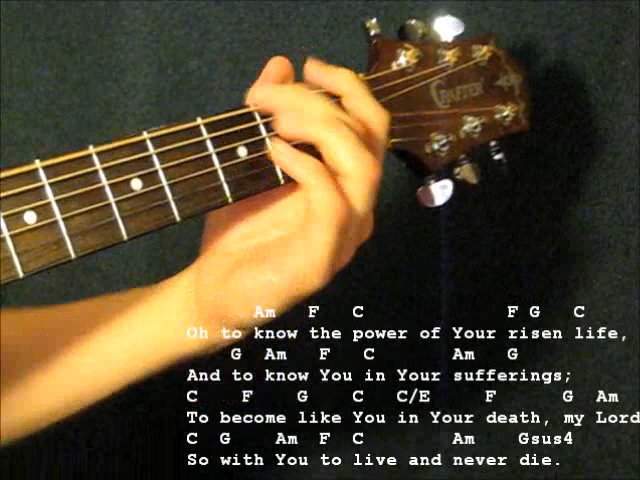 CRAFTER
Am F C F G C
Oh to know the power of Your risen life,
G Am F C Am G
And to know You in Your sufferings;
C F G C C/E F G Am
To become like You in Your death, my Lord
C G Am F C Am Gsus4
So with You to live and never die.